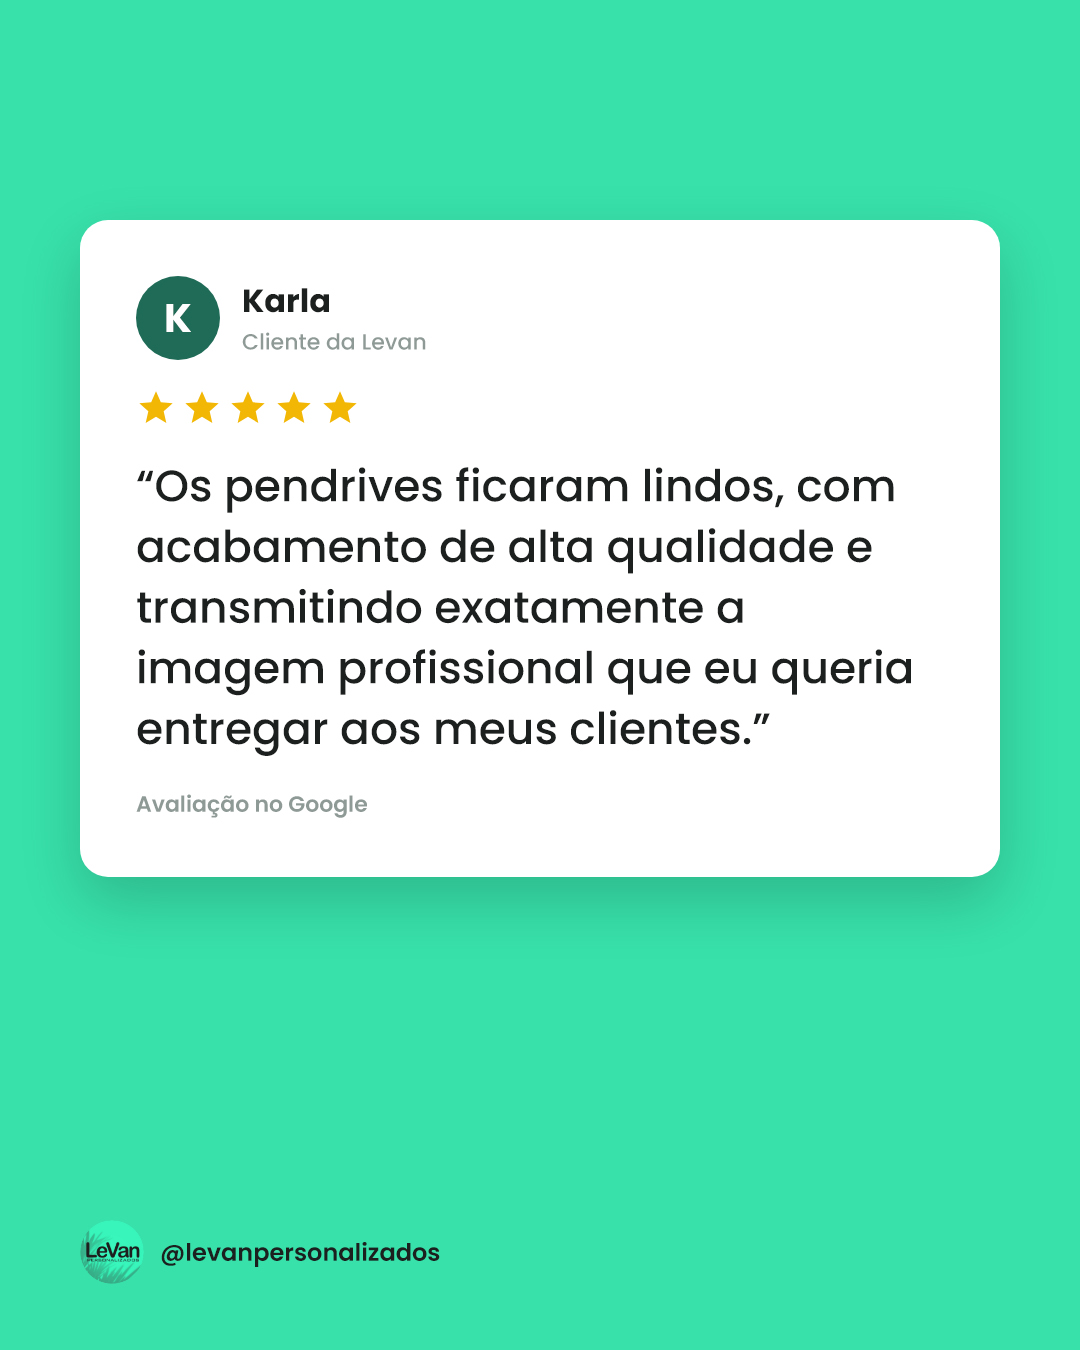 K
Karla
Cliente da Levan
“Os pendrives ficaram lindos, com
acabamento de alta qualidade e
transmitindo exatamente a
imagem profissional que eu queria
entregar aos meus clientes.”
Avaliação no Google
LeVan
PERSONALIZADOS
@levanpersonalizados